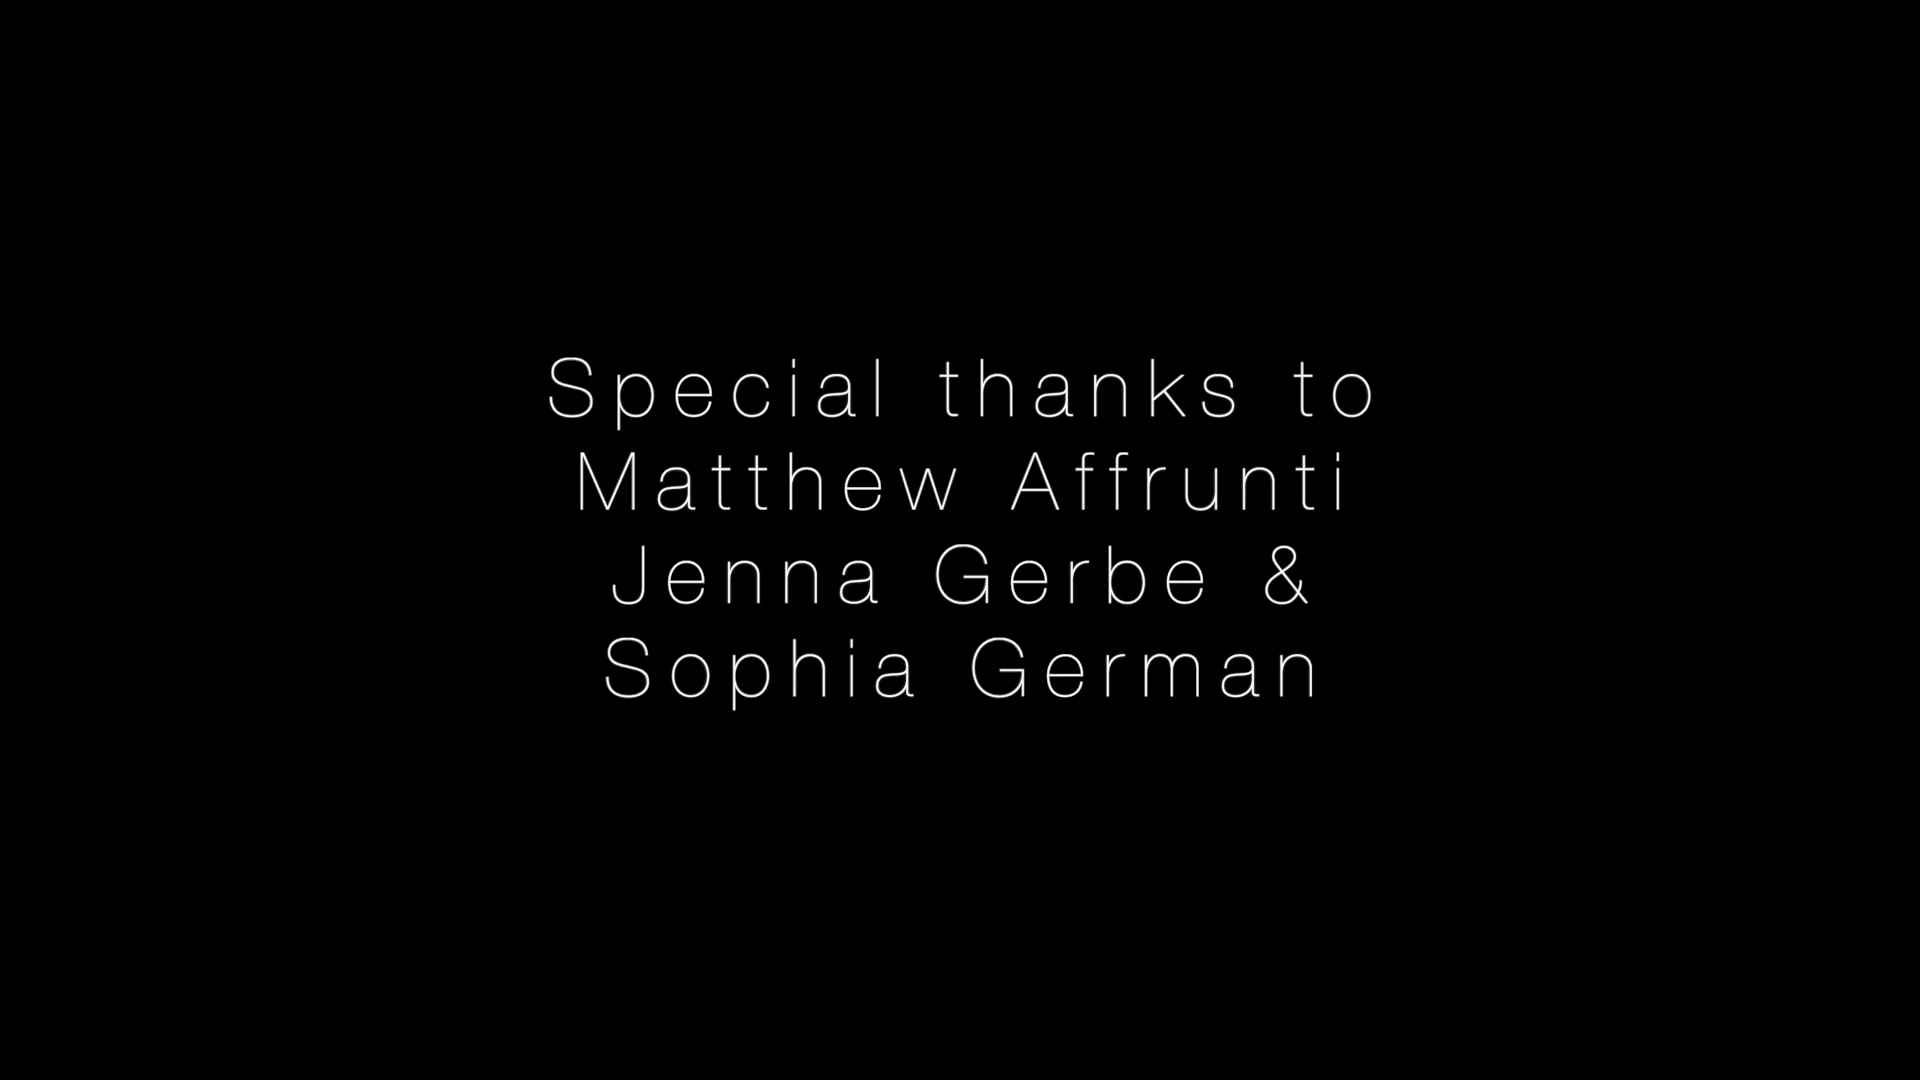 Special thanks to
Matthew Affrunti
Jenna Gerbe &
Sophia German